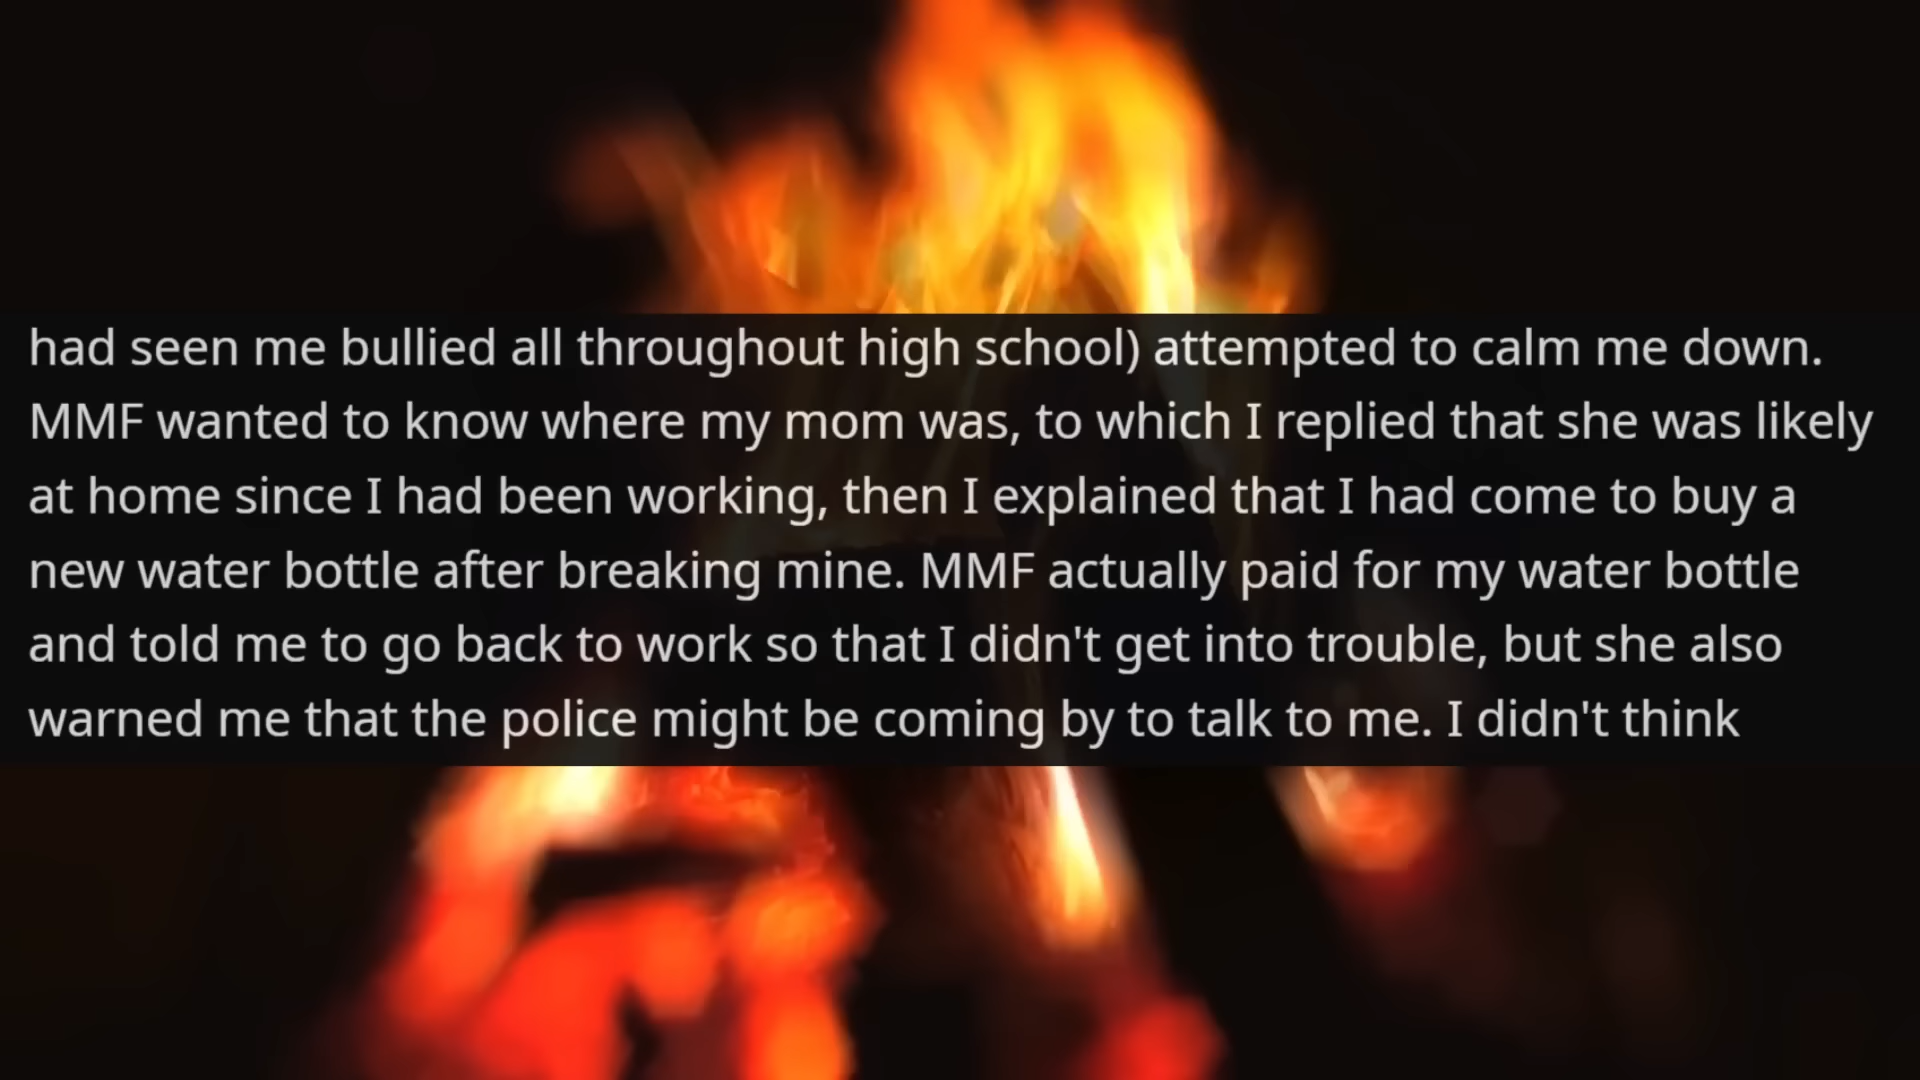 had seen me bullied all throughout high school) attempted to calm me down.
MMF wanted to know where my mom was, to which I replied that she was likely
at home since I had been working, then I explained that I had come to buy a
new water bottle after breaking mine. MMF actually paid for my water bottle
and told me to go back to work so that I didn't get into trouble, but she also
warned me that the police might be coming by to talk to me. I didn't think